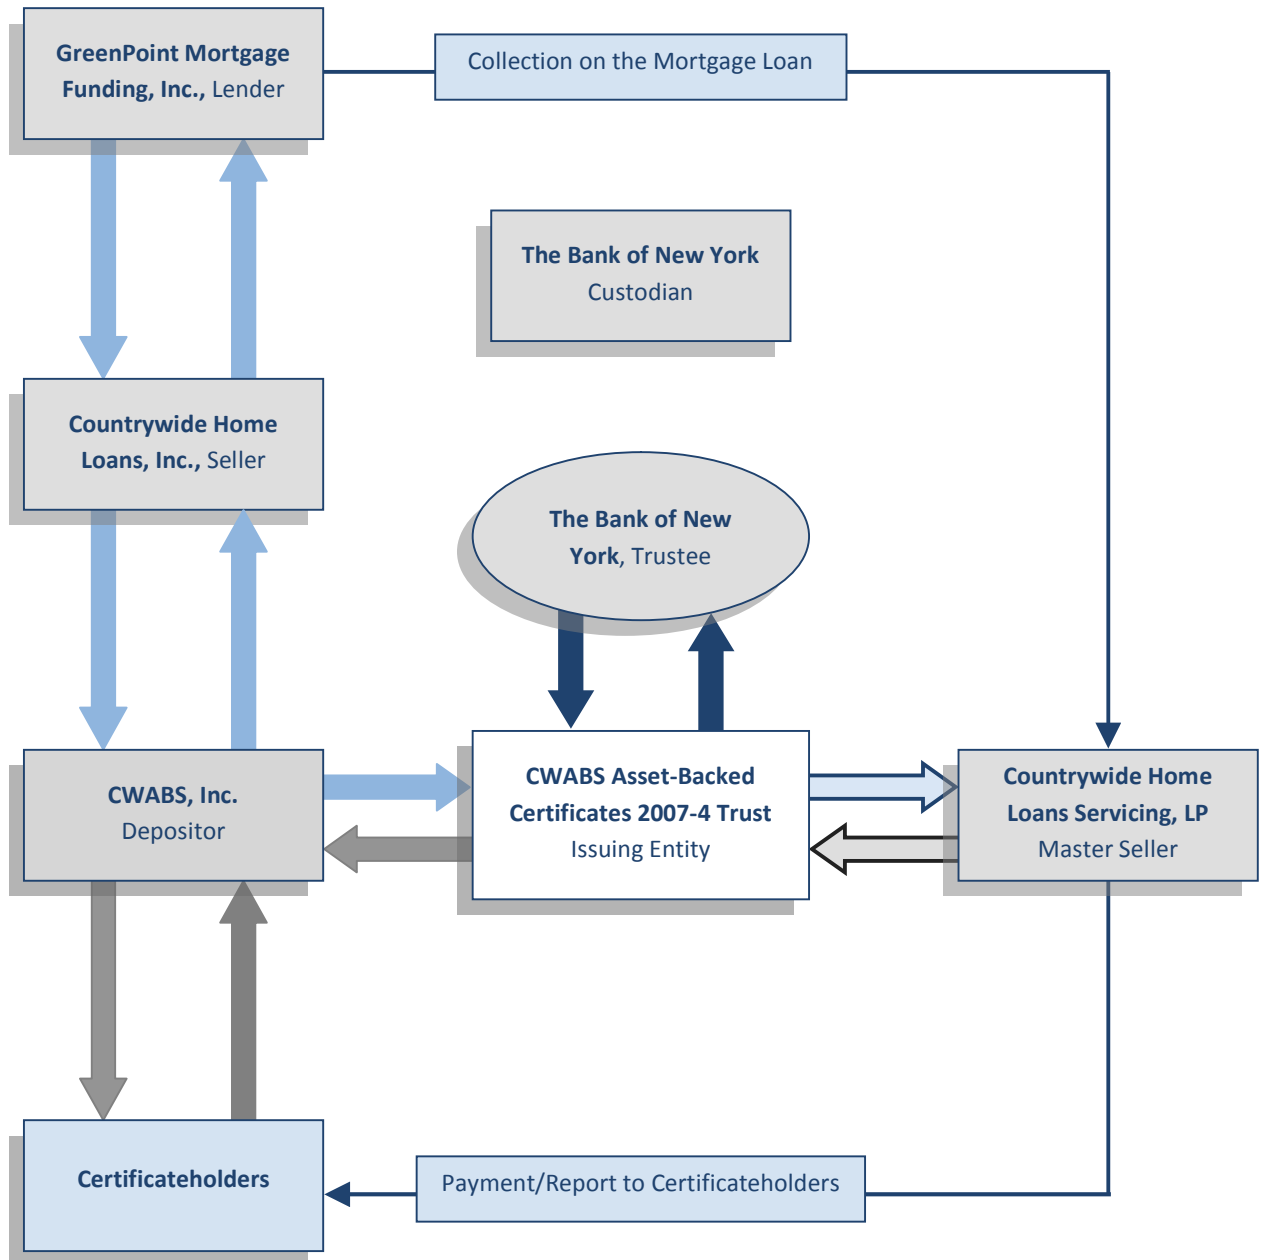 GreenPoint Mortgage
Funding, Inc., Lender
Collection on the Mortgage Loan
The Bank of New York
Custodian
Countrywide Home
Loans, Inc., Seller
The Bank of New
York, Trustee
CWABS, Inc.
Depositor
CWABS Asset-Backed
Certificates 2007-4 Trust
Issuing Entity
Countrywide Home
Loans Servicing, LP
Master Seller
Certificateholders
Payment/Report to Certificateholders